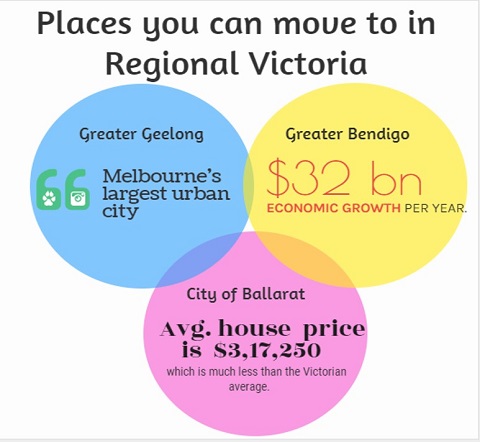 Places you can move to in
Regional Victoria
Greater Geelong
Melbourne's
largest urban
city
Greater Bendigo
$32 bn
ECONOMIC GROWTH PER YEAR.
City of Ballarat
Avg. house price
is $3,17,250
which is much less than the Victorian
average.